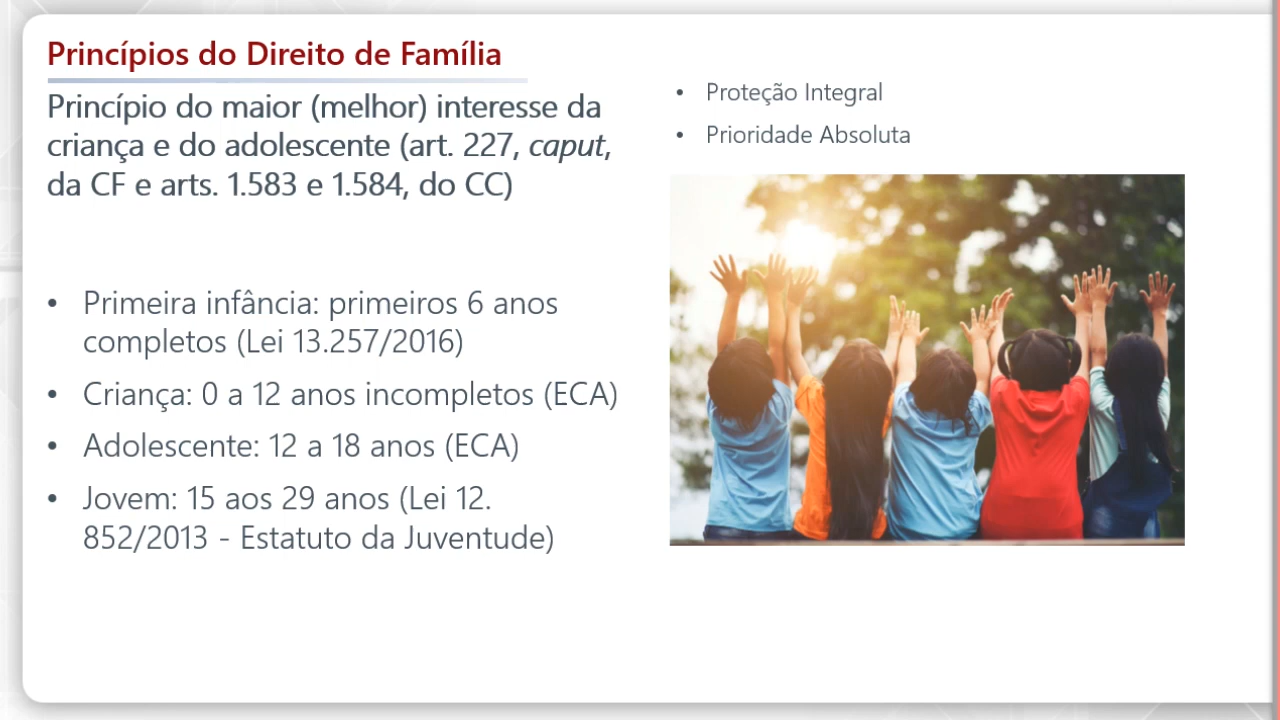 Princípios do Direito de Família
Princípio do maior (melhor) interesse da
criança e do adolescente (art. 227, caput,
da CF e arts. 1.583 e 1.584, do CC)
• Primeira infância: primeiros 6 anos
completos (Lei 13.257/2016)
• Criança: 0 a 12 anos incompletos (ECA)
• Adolescente: 12 a 18 anos (ECA)
• Jovem: 15 aos 29 anos (Lei 12.
852/2013 - Estatuto da Juventude)
• Proteção Integral
• Prioridade Absoluta